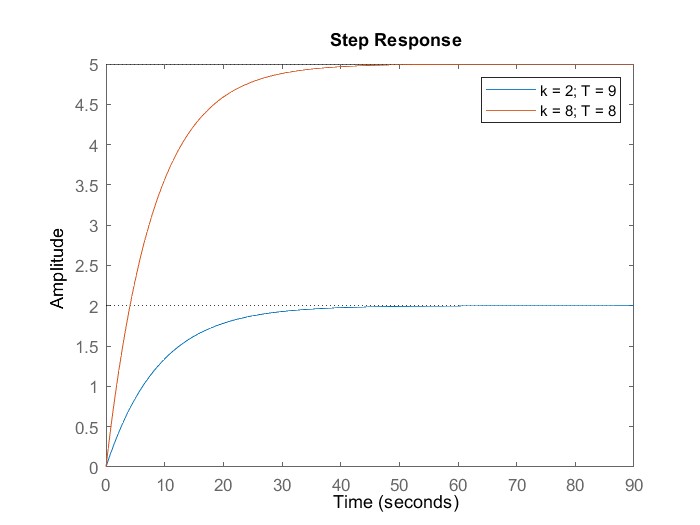 Step Response
5
4.5
4
3.5
3
2.5
2
1.5
1
0.5
0
Amplitude
k = 2; T = 9
k = 8; T = 8
0 10 20 30 40 50 60 70 80 90
Time (seconds)